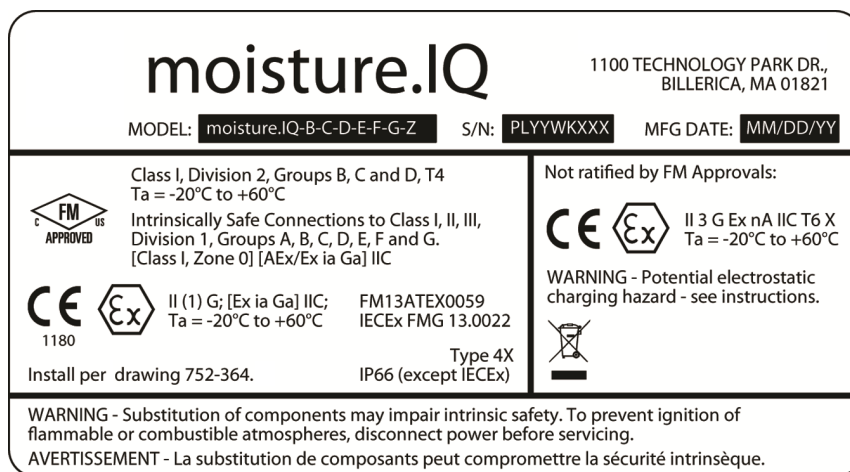 moisture.IQ
1100 TECHNOLOGY PARK DR.,
BILLERICA, MA 01821
MODEL: moisture.IQ-B-C-D-E-F-G-Z S/N: PLYYWKXXX MFG DATE: MM/DD/YY
C FM US
APPROVED
Class I, Division 2, Groups B, C and D, T4
Ta = -20°C to +60°C
Intrinsically Safe Connections to Class I, II, III,
Division 1, Groups A, B, C, D, E, F and G.
[Class I, Zone 0] [AEx/Ex ia Ga] IIC
CE
1180
Ex
II (1) G; [Ex ia Ga] IIC;
Ta = -20°C to +60°C
FM13ATEX0059
IECEx FMG 13.0022
Type 4X
Install per drawing 752-364. IP66 (except IECEx)
Not ratified by FM Approvals:
CE Ex
II 3 G Ex nA IIC T6 X
Ta = -20°C to +60°C
WARNING - Potential electrostatic
charging hazard - see instructions.
WARNING - Substitution of components may impair intrinsic safety. To prevent ignition of
flammable or combustible atmospheres, disconnect power before servicing.
AVERTISSEMENT - La substitution de composants peut compromettre la sécurité intrinsèque.